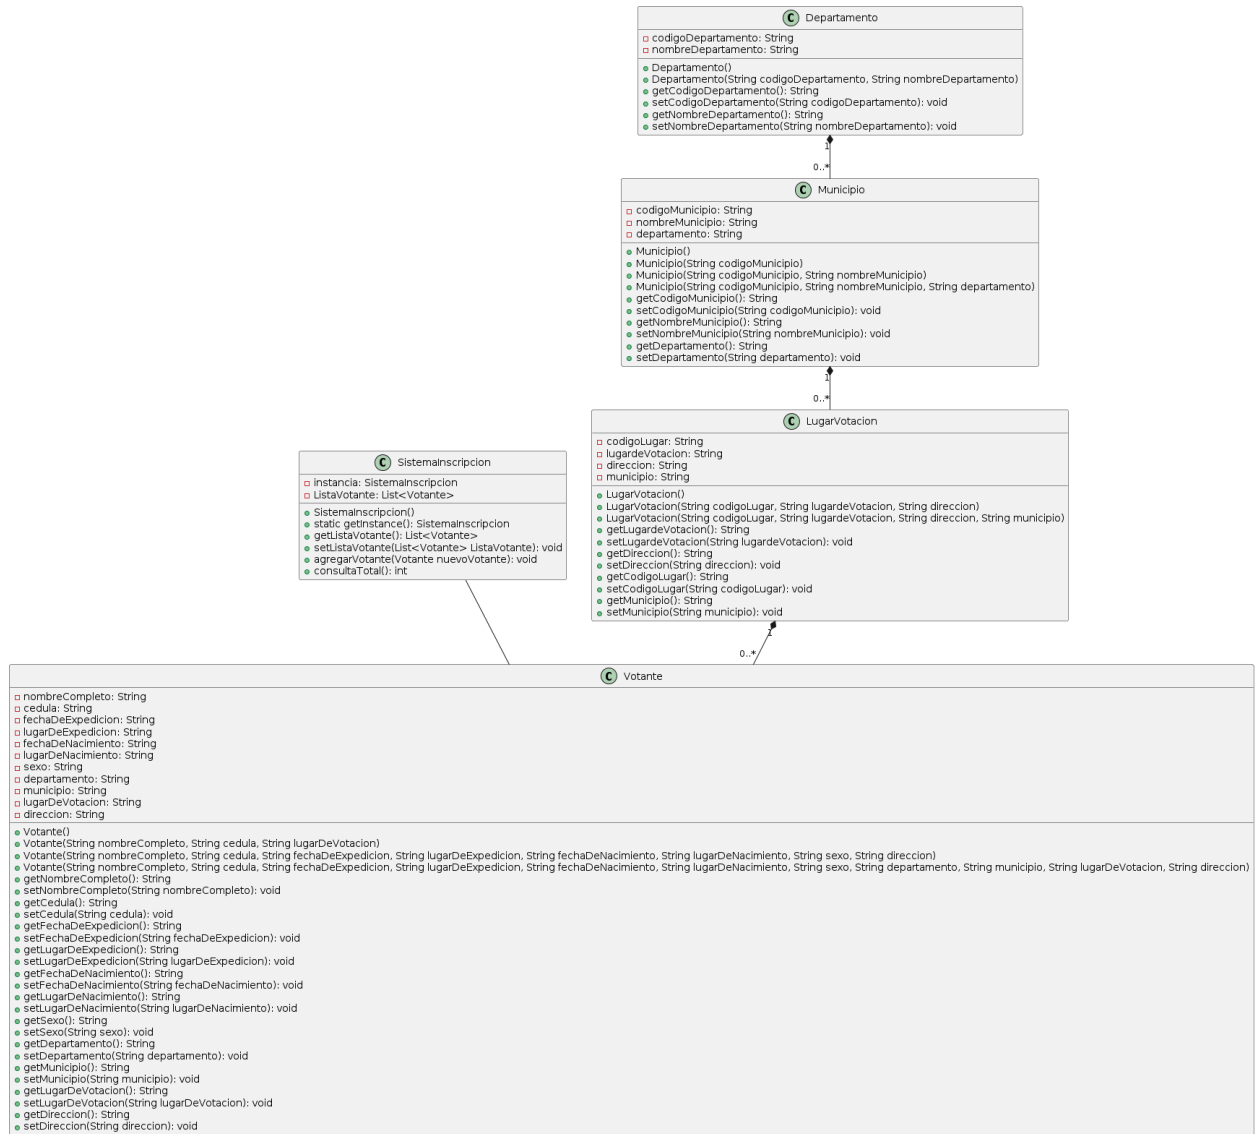 C Departamento
codigoDepartamento: String
nombreDepartamento: String
Departamento()
Departamento(String codigoDepartamento, String nombreDepartamento)
getCodigoDepartamento(): String
setCodigoDepartamento(String codigoDepartamento): void
getNombreDepartamento(): String
setNombreDepartamento(String nombreDepartamento): void
1
0..*
C Municipio
codigoMunicipio: String
nombreMunicipio: String
departamento: String
Municipio()
Municipio(String codigoMunicipio)
Municipio(String codigoMunicipio, String nombreMunicipio)
Municipio(String codigoMunicipio, String nombreMunicipio, String departamento)
getCodigoMunicipio(): String
setCodigoMunicipio(String codigoMunicipio): void
getNombreMunicipio(): String
setNombreMunicipio(String nombreMunicipio): void
getDepartamento(): String
setDepartamento(String departamento): void
1
0..*
C SistemaInscripcion
instancia: SistemaInscripcion
ListaVotante: List<Votante>
SistemaInscripcion()
static getInstance(): SistemaInscripcion
getListaVotante(): List<Votante>
setListaVotante(List<Votante> ListaVotante): void
agregarVotante(Votante nuevoVotante): void
consultaTotal(): int
C LugarVotacion
codigoLugar: String
lugardeVotacion: String
direccion: String
municipio: String
LugarVotacion()
LugarVotacion(String codigoLugar, String lugardeVotacion, String direccion)
LugarVotacion(String codigoLugar, String lugardeVotacion, String direccion, String municipio)
getLugardeVotacion(): String
setLugardeVotacion(String lugardeVotacion): void
getDireccion(): String
setDireccion(String direccion): void
getCodigoLugar(): String
setCodigoLugar(String codigoLugar): void
getMunicipio(): String
setMunicipio(String municipio): void
1
0..*
C Votante
nombreCompleto: String
cedula: String
fechaDeExpedicion: String
lugarDeExpedicion: String
fechaDeNacimiento: String
lugarDeNacimiento: String
sexo: String
departamento: String
municipio: String
lugarDeVotacion: String
direccion: String
Votante()
Votante(String nombreCompleto, String cedula, String lugarDeVotacion)
Votante(String nombreCompleto, String cedula, String fechaDeExpedicion, String lugarDeExpedicion, String fechaDeNacimiento, String lugarDeNacimiento, String sexo, String direccion)
Votante(String nombreCompleto, String cedula, String fechaDeExpedicion, String lugarDeExpedicion, String fechaDeNacimiento, String lugarDeNacimiento, String sexo, String departamento, String municipio, String lugarDeVotacion, String direccion)
getNombreCompleto(): String
setNombreCompleto(String nombreCompleto): void
getCedula(): String
setCedula(String cedula): void
getFechaDeExpedicion(): String
setFechaDeExpedicion(String fechaDeExpedicion): void
getLugarDeExpedicion(): String
setLugarDeExpedicion(String lugarDeExpedicion): void
getFechaDeNacimiento(): String
setFechaDeNacimiento(String fechaDeNacimiento): void
getLugarDeNacimiento(): String
setLugarDeNacimiento(String lugarDeNacimiento): void
getSexo(): String
setSexo(String sexo): void
getDepartamento(): String
setDepartamento(String departamento): void
getMunicipio(): String
setMunicipio(String municipio): void
getLugarDeVotacion(): String
setLugarDeVotacion(String lugarDeVotacion): void
getDireccion(): String
setDireccion(String direccion): void